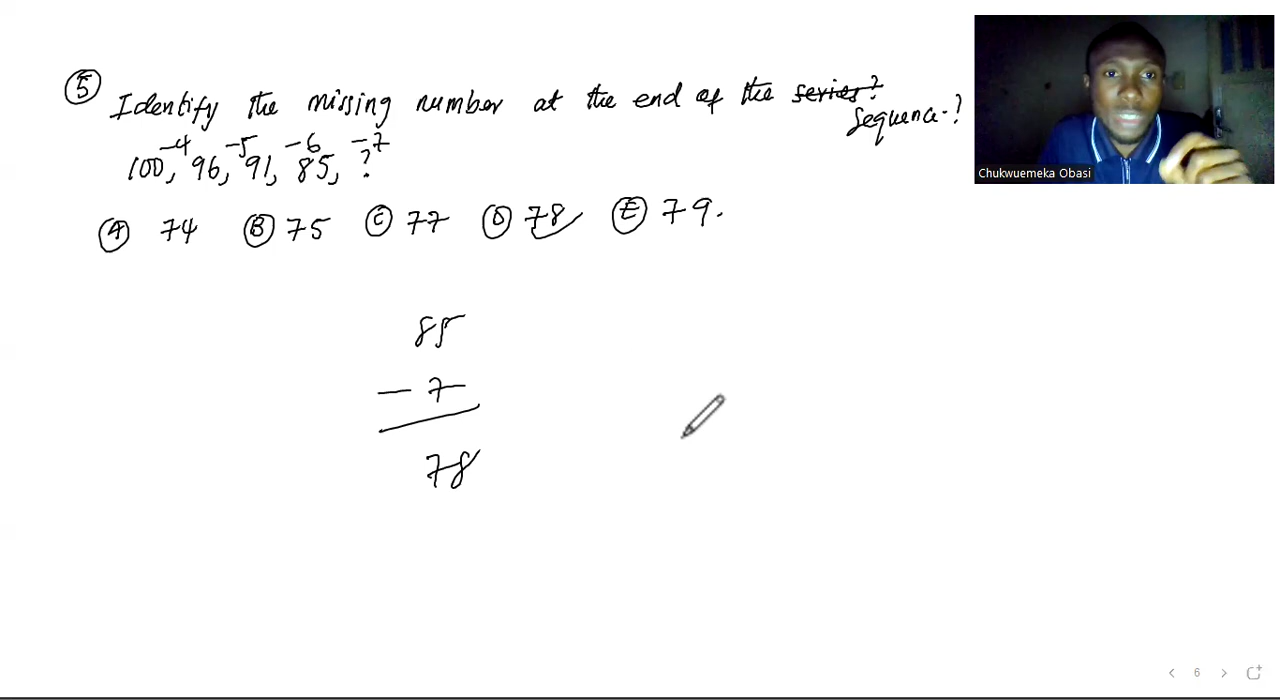 ⑤ Identify the missing number at the end of the series? Sequence?
-4 -5 -6 -7
100, 96, 91, 85, ?
Ⓐ 74 Ⓑ 75 Ⓒ 77 Ⓓ 78 Ⓔ 79.
85
- 7
78
Chukwuemeka Obasi
6